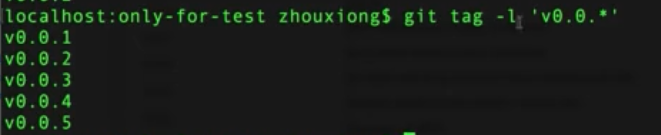 localhost:only-for-test zhouxiong$ git tag -l 'v0.0.*'
v0.0.1
v0.0.2
v0.0.3
v0.0.4
v0.0.5